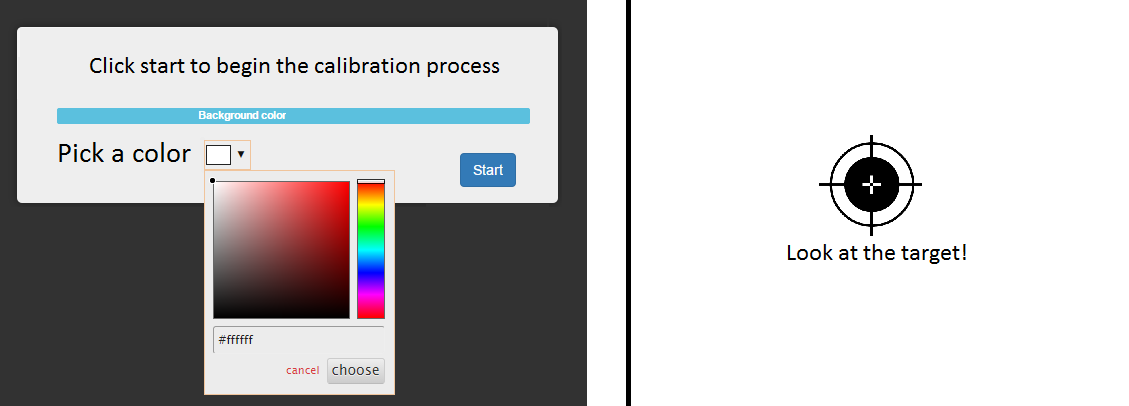 Click start to begin the calibration process
Background color
Pick a color
Start
#ffffff
cancel
choose
Look at the target!